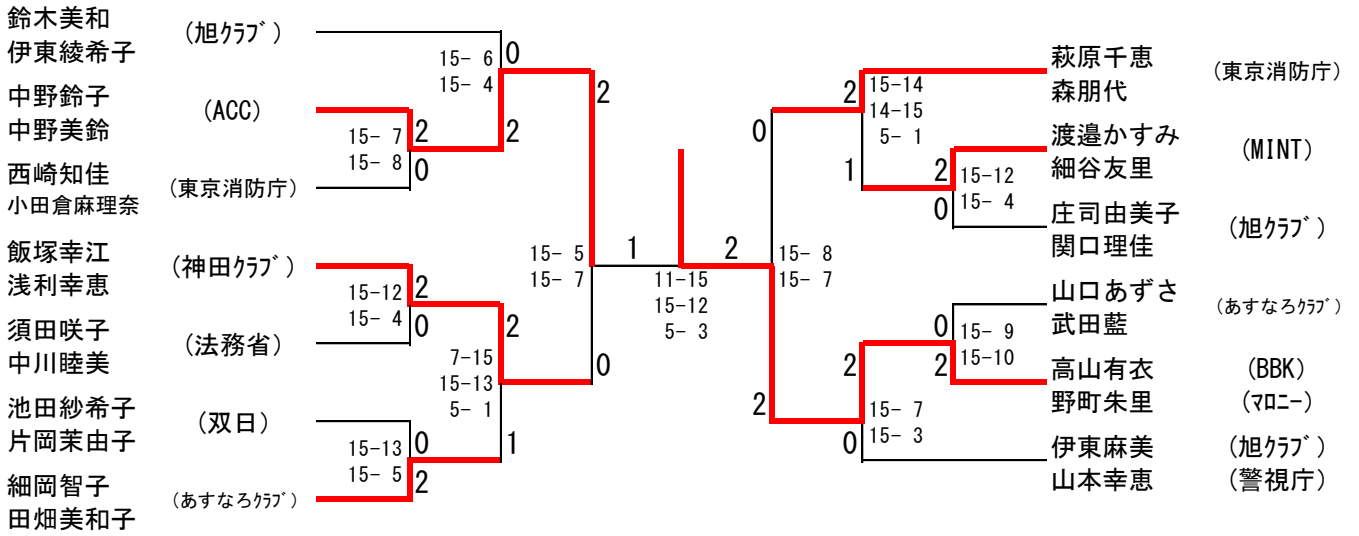 鈴木美和
伊東綾希子
(旭ｸﾗﾌﾞ)
中野鈴子
中野美鈴
(ACC)
西崎知佳
小田倉麻理奈
(東京消防庁)
飯塚幸江
浅利幸恵
(神田ｸﾗﾌﾞ)
須田咲子
中川睦美
(法務省)
池田紗希子
片岡茉由子
(双日)
細岡智子
田畑美和子
(あすなろｸﾗﾌﾞ)
0
15- 6
15- 4
2
15- 7
15- 8
2
0
15-12
15- 4
2
0
2
7-15
15-13
5- 1
1
15-13
15- 5
0
2
2
15- 5
15- 7
0
1
2
11-15
15-12
5- 3
0
15- 8
15- 7
2
2
15-14
14-15
5- 1
1
2
15-12
0
15- 4
0
15- 9
2
15-10
2
15- 7
15- 3
0
萩原千恵
森朋代
(東京消防庁)
渡邉かすみ
細谷友里
(MINT)
庄司由美子
関口理佳
(旭ｸﾗﾌﾞ)
山口あずさ
武田藍
(あすなろｸﾗﾌﾞ)
高山有衣
(BBK)
野町朱里
(ﾏﾛﾆｰ)
伊東麻美
(旭ｸﾗﾌﾞ)
山本幸恵
(警視庁)